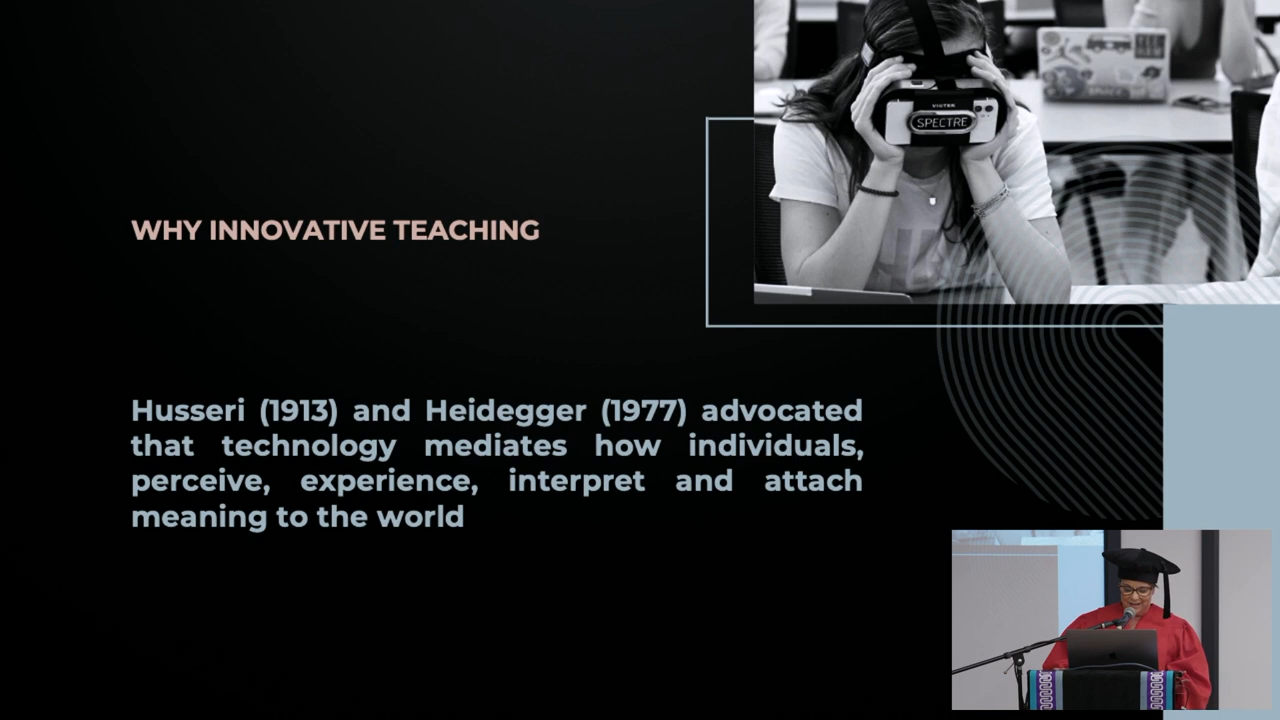 VIOTEK
SPECTRE
WHY INNOVATIVE TEACHING
Husseri (1913) and Heidegger (1977) advocated
that technology mediates how individuals,
perceive, experience, interpret and attach
meaning to the world